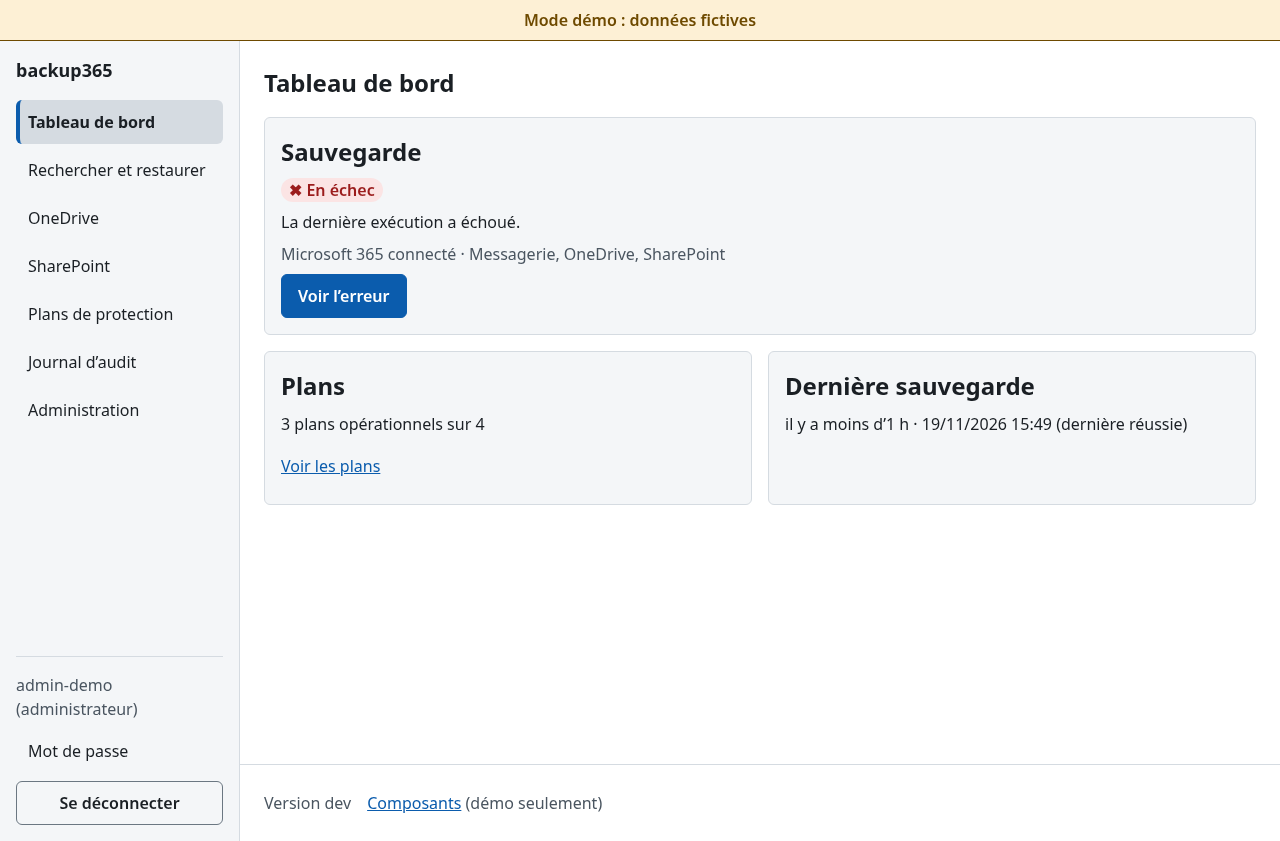 Mode démo : données fictives
backup365
Tableau de bord
Rechercher et restaurer
OneDrive
SharePoint
Plans de protection
Journal d’audit
Administration
admin-demo
(administrateur)
Mot de passe
Se déconnecter
Tableau de bord
Sauvegarde
✖ En échec
La dernière exécution a échoué.
Microsoft 365 connecté · Messagerie, OneDrive, SharePoint
Voir l’erreur
Plans
3 plans opérationnels sur 4
Voir les plans
Dernière sauvegarde
il y a moins d’1 h · 19/11/2026 15:49 (dernière réussie)
Version dev Composants (démo seulement)